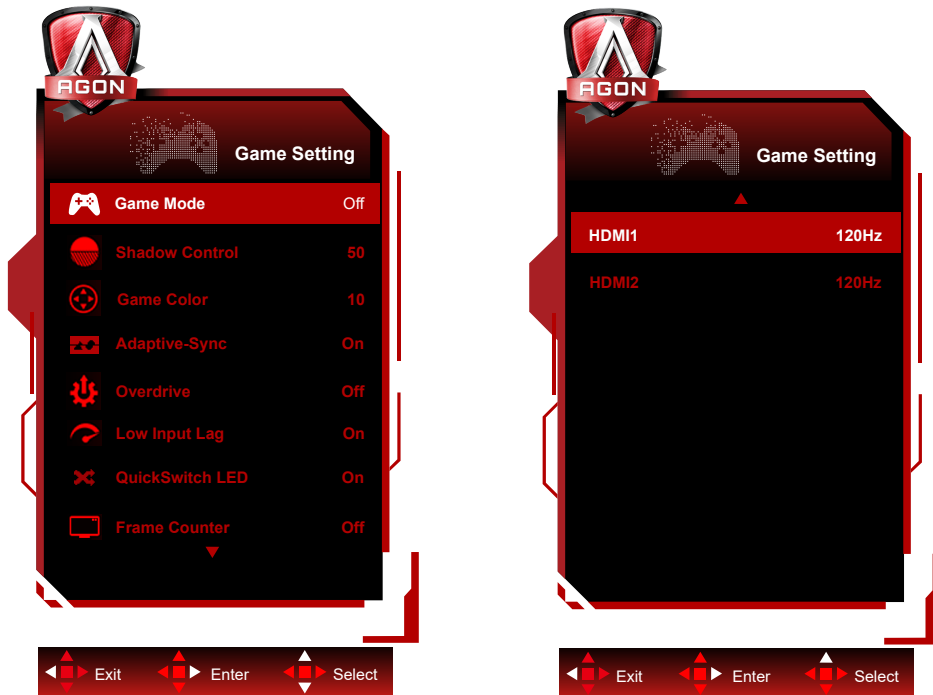 AGON
Game Setting
Game Mode Off
Shadow Control 50
Game Color 10
Adaptive-Sync On
Overdrive Off
Low Input Lag On
QuickSwitch LED On
Frame Counter Off
Exit Enter Select
AGON
Game Setting
HDMI1 120Hz
HDMI2 120Hz
Exit Enter Select